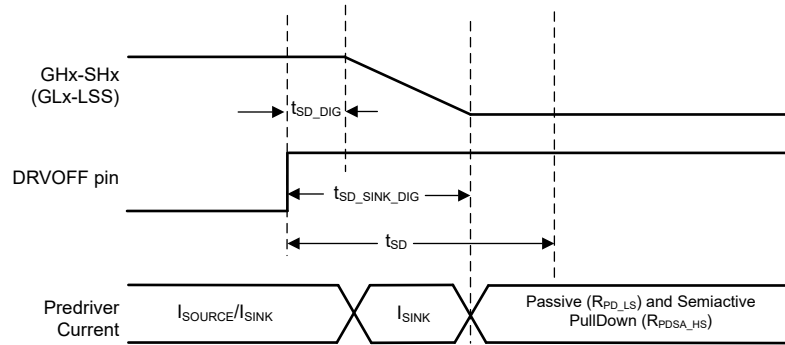 GHx-SHx
(GLx-LSS)
tSD_DIG
DRVOFF pin
tSD_SINK_DIG
tSD
Predriver
Current
ISOURCE/ISINK
ISINK
Passive (RPD_LS) and Semiactive
PullDown (RPDSA_HS)